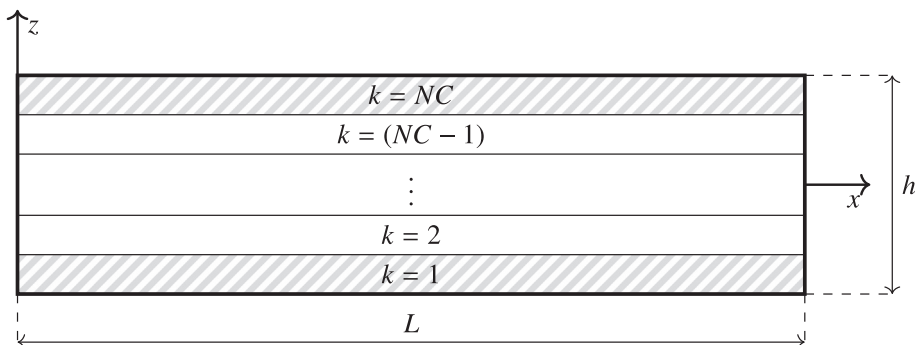 z
k = NC
k = (NC − 1)
⋮
x
h
k = 2
k = 1
L